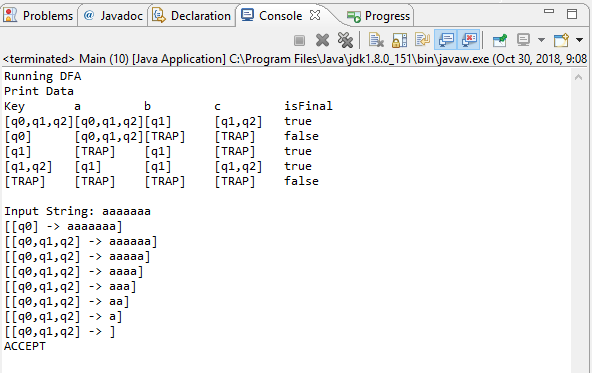 Problems @ Javadoc Declaration Console Progress
<terminated> Main (10) [Java Application] C:\Program Files\Java\jdk1.8.0_151\bin\javaw.exe (Oct 30, 2018, 9:08
Running DFA
Print Data
Key a b c isFinal
[q0,q1,q2][q0,q1,q2][q1] [q1,q2] true
[q0] [q0,q1,q2][TRAP] [TRAP] false
[q1] [TRAP] [q1] [TRAP] true
[q1,q2] [q1] [q1] [q1,q2] true
[TRAP] [TRAP] [TRAP] [TRAP] false
Input String: aaaaaaa
[[q0] -> aaaaaaa]
[[q0,q1,q2] -> aaaaaa]
[[q0,q1,q2] -> aaaaa]
[[q0,q1,q2] -> aaaa]
[[q0,q1,q2] -> aaa]
[[q0,q1,q2] -> aa]
[[q0,q1,q2] -> a]
[[q0,q1,q2] -> ]
ACCEPT